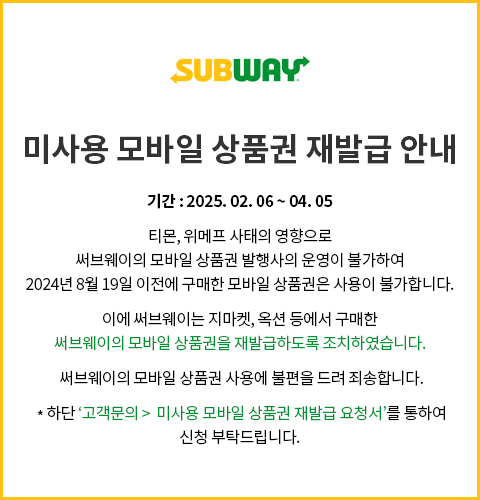 SUBWAY
미사용 모바일 상품권 재발급 안내
기간 : 2025. 02. 06 ~ 04. 05
티몬, 위메프 사태의 영향으로
써브웨이의 모바일 상품권 발행사의 운영이 불가하여
2024년 8월 19일 이전에 구매한 모바일 상품권은 사용이 불가합니다.
이에 써브웨이는 지마켓, 옥션 등에서 구매한
써브웨이의 모바일 상품권을 재발급하도록 조치하였습니다.
써브웨이의 모바일 상품권 사용에 불편을 드려 죄송합니다.
* 하단 ‘고객문의 > 미사용 모바일 상품권 재발급 요청서’를 통하여
신청 부탁드립니다.